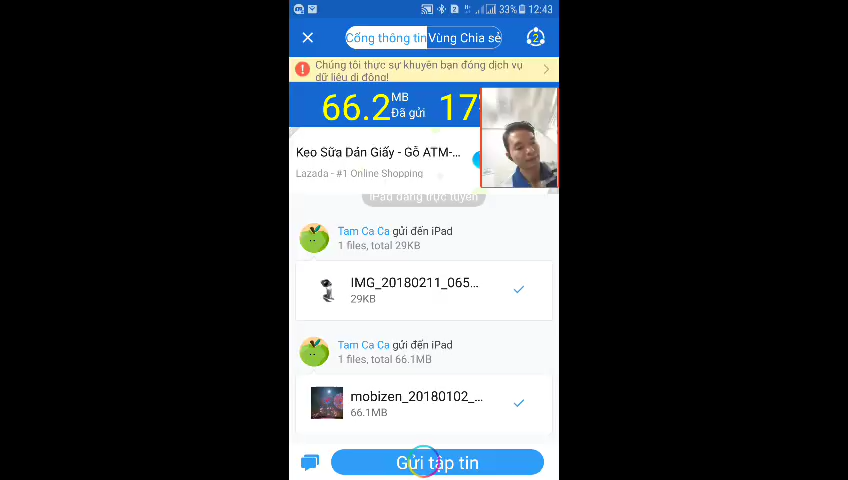 33% 12:43
Cổng thông tin Vùng Chia sẻ
2
Chúng tôi thực sự khuyên bạn đóng dịch vụ
dữ liệu di động!
66.2 MB Đã gửi 17
Keo Sữa Dán Giấy - Gỗ ATM-...
Lazada - #1 Online Shopping
iPad đang trực tuyến
Tam Ca Ca gửi đến iPad
1 files, total 29KB
IMG_20180211_065...
29KB
Tam Ca Ca gửi đến iPad
1 files, total 66.1MB
mobizen_20180102_...
66.1MB
Gửi tập tin